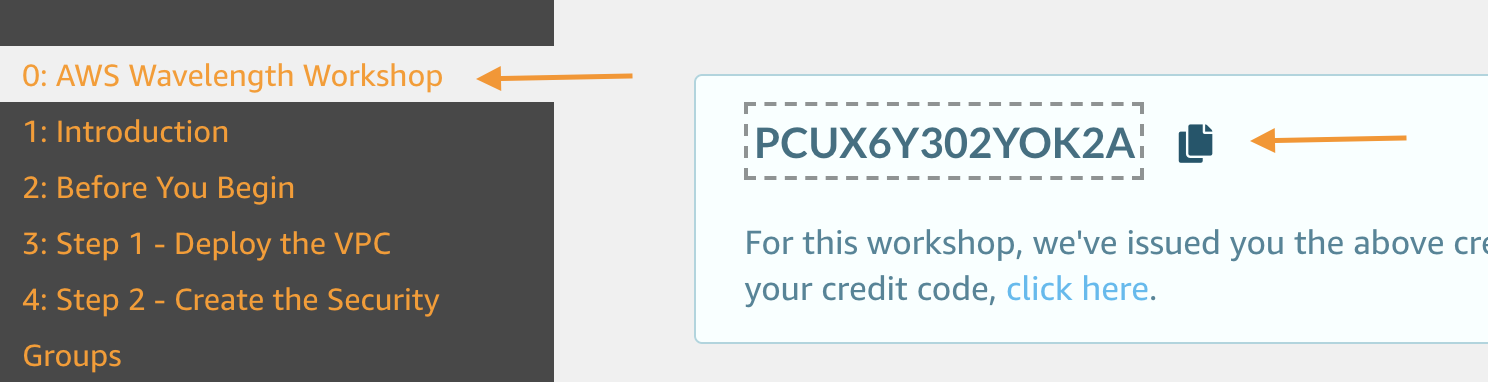 0: AWS Wavelength Workshop
1: Introduction
2: Before You Begin
3: Step 1 - Deploy the VPC
4: Step 2 - Create the Security
Groups
PCUX6Y302YOK2A
For this workshop, we've issued you the above cre
your credit code, click here.